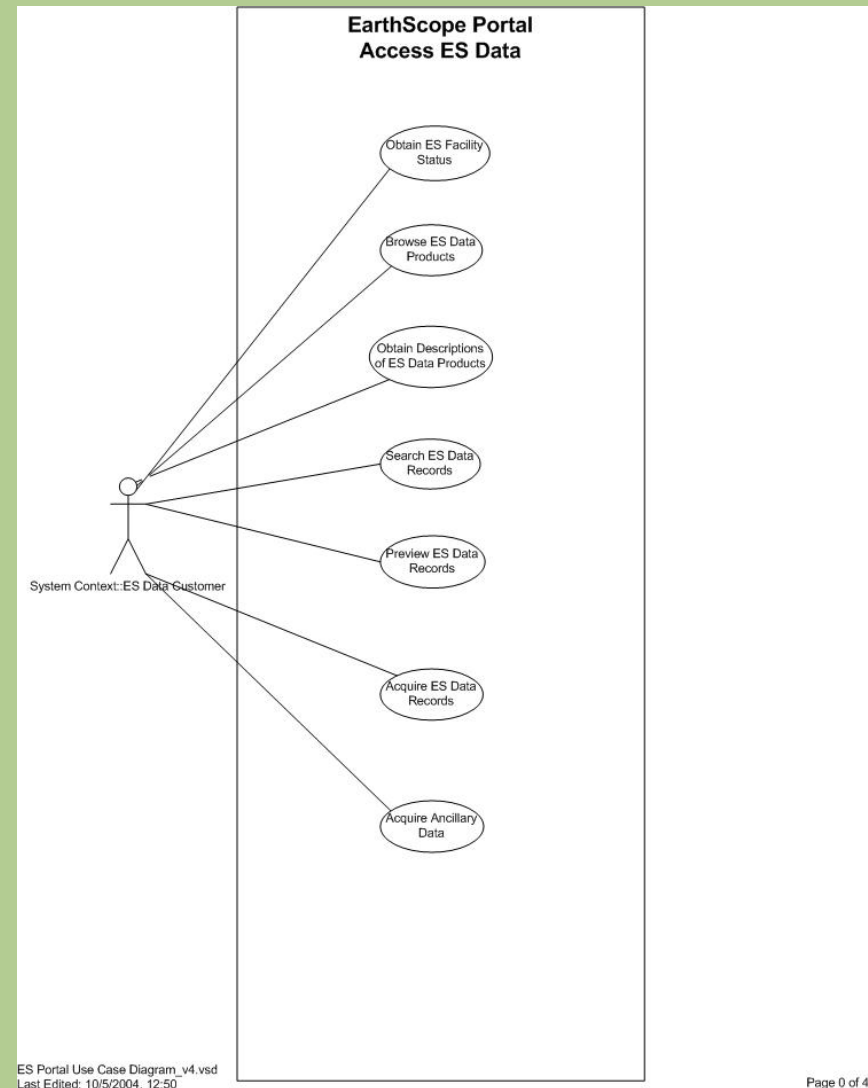 EarthScope Portal
Access ES Data
Obtain ES Facility
Status
Browse ES Data
Products
Obtain Descriptions
of ES Data Products
Search ES Data
Records
Preview ES Data
Records
System Context::ES Data Customer
Acquire ES Data
Records
Acquire Ancillary
Data
ES Portal Use Case Diagram_v4.vsd
Last Edited: 10/5/2004, 12:50
Page 0 of 4